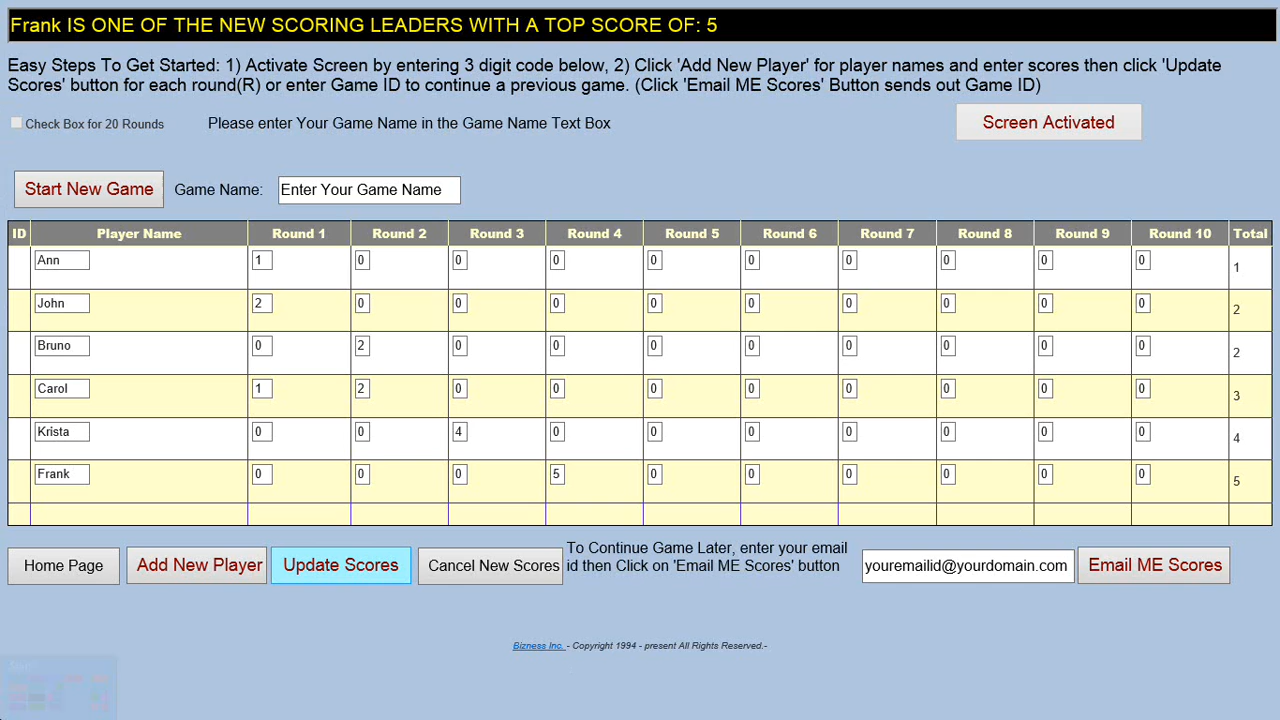 Frank IS ONE OF THE NEW SCORING LEADERS WITH A TOP SCORE OF: 5
Easy Steps To Get Started: 1) Activate Screen by entering 3 digit code below, 2) Click 'Add New Player' for player names and enter scores then click 'Update
Scores' button for each round(R) or enter Game ID to continue a previous game. (Click 'Email ME Scores' Button sends out Game ID)
Check Box for 20 Rounds Please enter Your Game Name in the Game Name Text Box Screen Activated
Start New Game Game Name: Enter Your Game Name
ID Player Name Round 1 Round 2 Round 3 Round 4 Round 5 Round 6 Round 7 Round 8 Round 9 Round 10 Total
Ann 1 0 0 0 0 0 0 0 0 0 1
John 2 0 0 0 0 0 0 0 0 0 2
Bruno 0 2 0 0 0 0 0 0 0 0 2
Carol 1 2 0 0 0 0 0 0 0 0 3
Krista 0 0 4 0 0 0 0 0 0 0 4
Frank 0 0 0 5 0 0 0 0 0 0 5
Home Page Add New Player Update Scores Cancel New Scores
To Continue Game Later, enter your email
id then Click on 'Email ME Scores' button
youremailid@yourdomain.com Email ME Scores
Bizness Inc. - Copyright 1994 - present All Rights Reserved.-